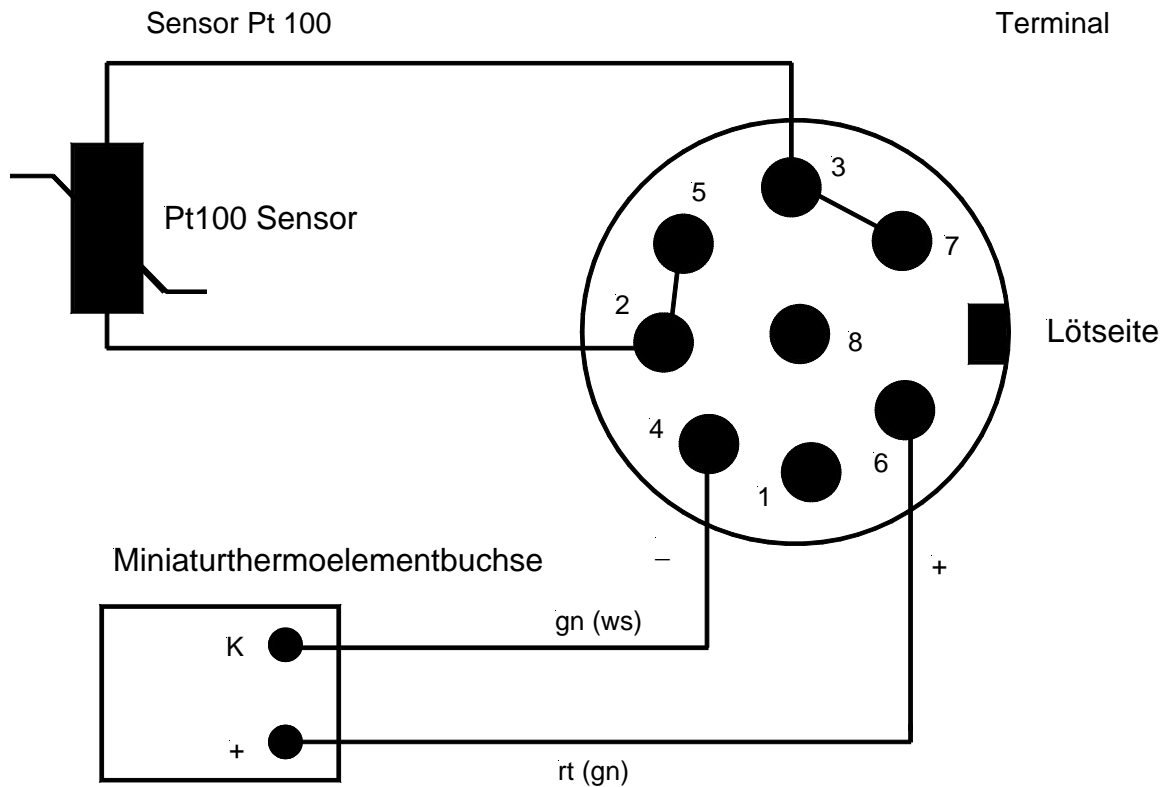 Sensor Pt 100
Terminal
3
5
7
Pt100 Sensor
2
8
Lötseite
4
6
1
Miniaturthermoelementbuchse
–
+
gn (ws)
K
+
rt (gn)